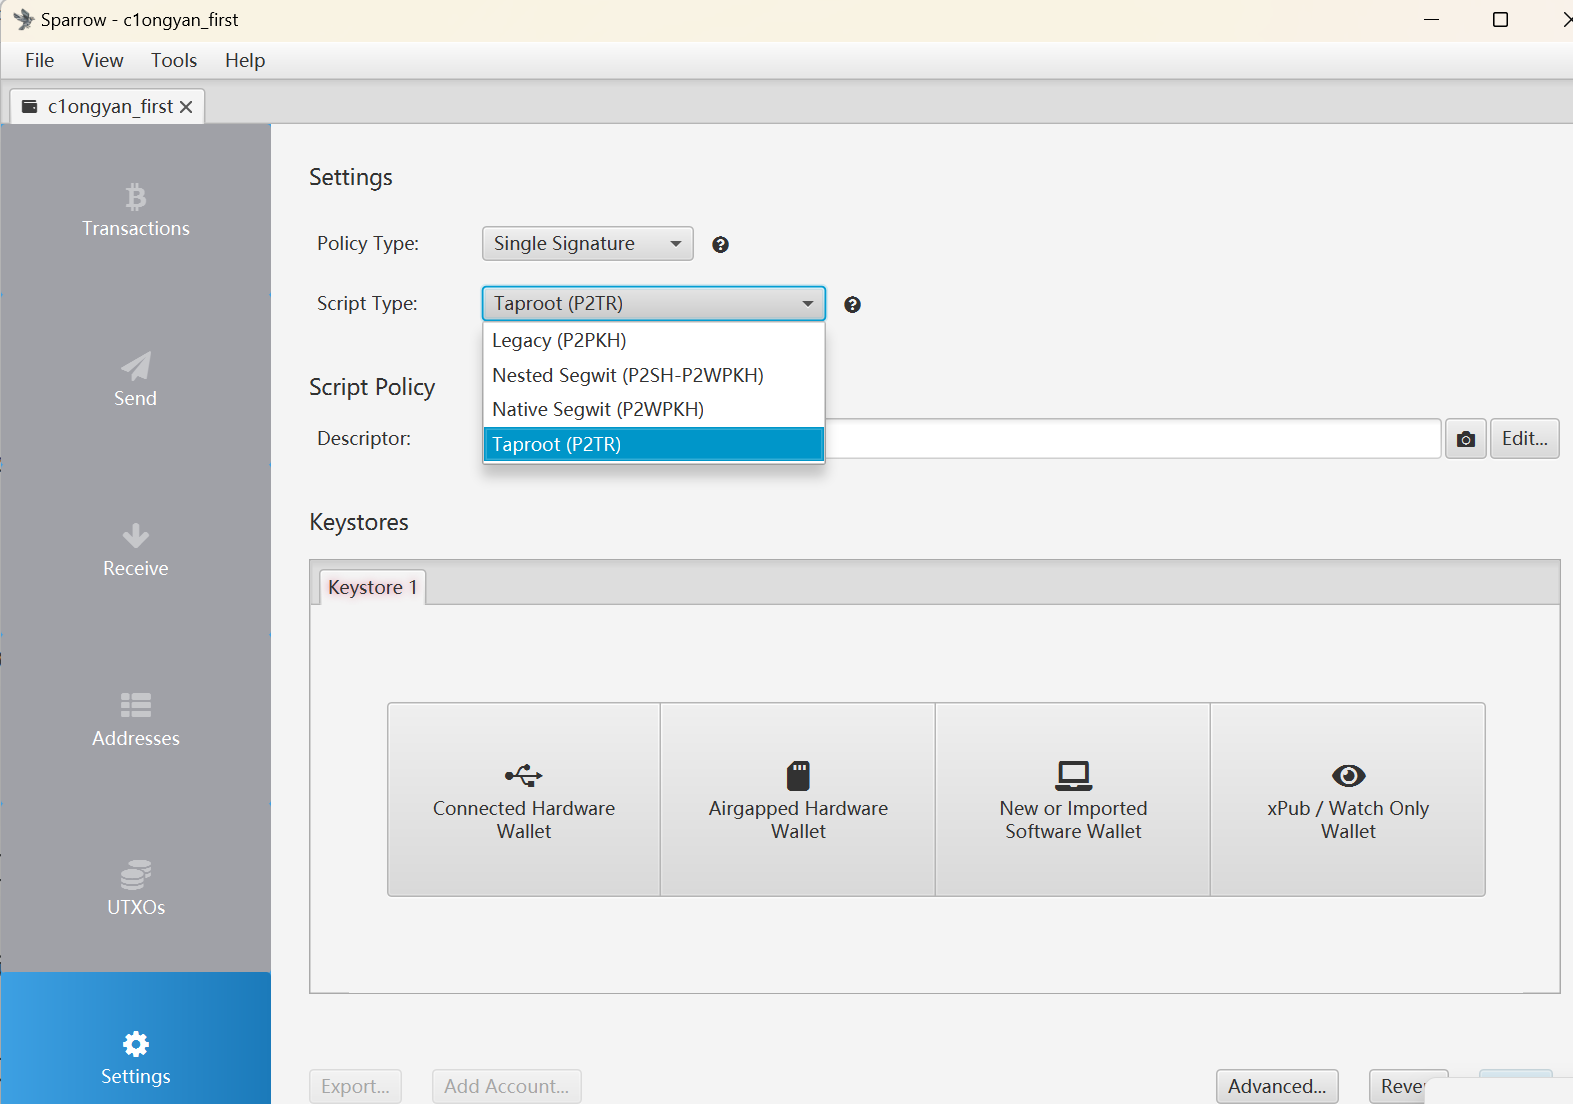 Sparrow - c1ongyan_first
File View Tools Help
c1ongyan_first
Transactions
Send
Receive
Addresses
UTXOs
Settings
Settings
Policy Type: Single Signature
Script Type: Taproot (P2TR)
Legacy (P2PKH)
Nested Segwit (P2SH-P2WPKH)
Native Segwit (P2WPKH)
Taproot (P2TR)
Script Policy
Descriptor: Edit...
Keystores
Keystore 1
Connected Hardware
Wallet
Airgapped Hardware
Wallet
New or Imported
Software Wallet
xPub / Watch Only
Wallet
Export... Add Account... Advanced...